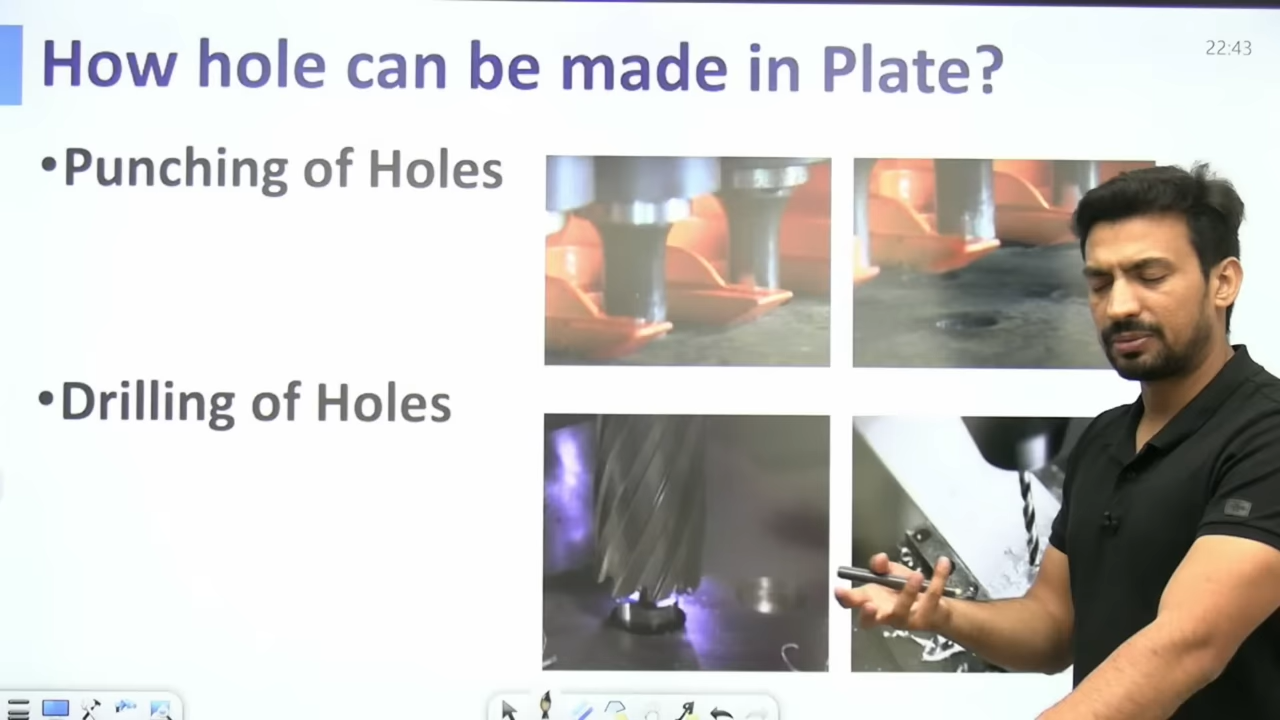 How hole can be made in Plate?
22:43
•Punching of Holes
•Drilling of Holes